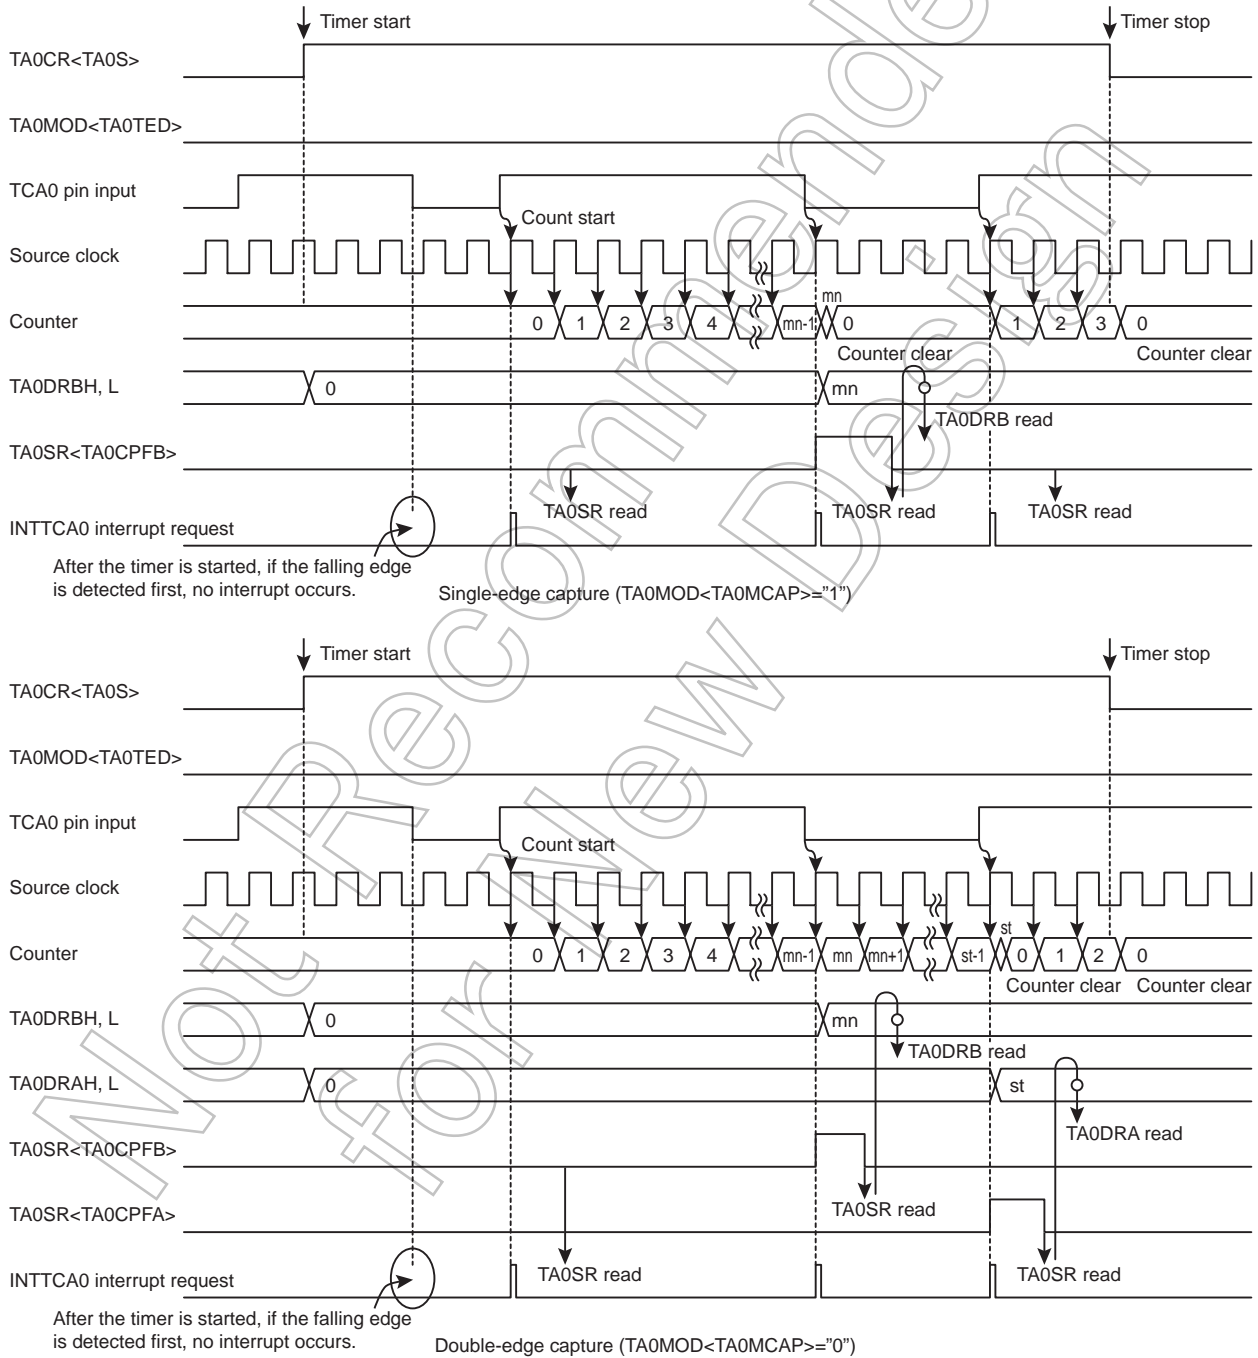 Timer start
Timer stop
TA0CR<TA0S>
TA0MOD<TA0TED>
TCA0 pin input
Count start
Source clock
mn
Counter
0 1 2 3 4 mn-1 0 1 2 3 0
Counter clear
Counter clear
TA0DRBH, L
0
mn
TA0DRB read
TA0SR<TA0CPFB>
TA0SR read
TA0SR read
TA0SR read
INTTCA0 interrupt request
After the timer is started, if the falling edge
is detected first, no interrupt occurs.
Single-edge capture (TA0MOD<TA0MCAP>="1")
Timer start
Timer stop
TA0CR<TA0S>
TA0MOD<TA0TED>
TCA0 pin input
Count start
Source clock
st
Counter
0 1 2 3 4 mn-1 mn mn+1 st-1 0 1 2 0
Counter clear
Counter clear
TA0DRBH, L
0
mn
TA0DRB read
TA0DRAH, L
0
st
TA0DRA read
TA0SR<TA0CPFB>
TA0SR read
TA0SR<TA0CPFA>
TA0SR read
TA0SR read
INTTCA0 interrupt request
After the timer is started, if the falling edge
is detected first, no interrupt occurs.
Double-edge capture (TA0MOD<TA0MCAP>="0")
Not Recommended
for New Design